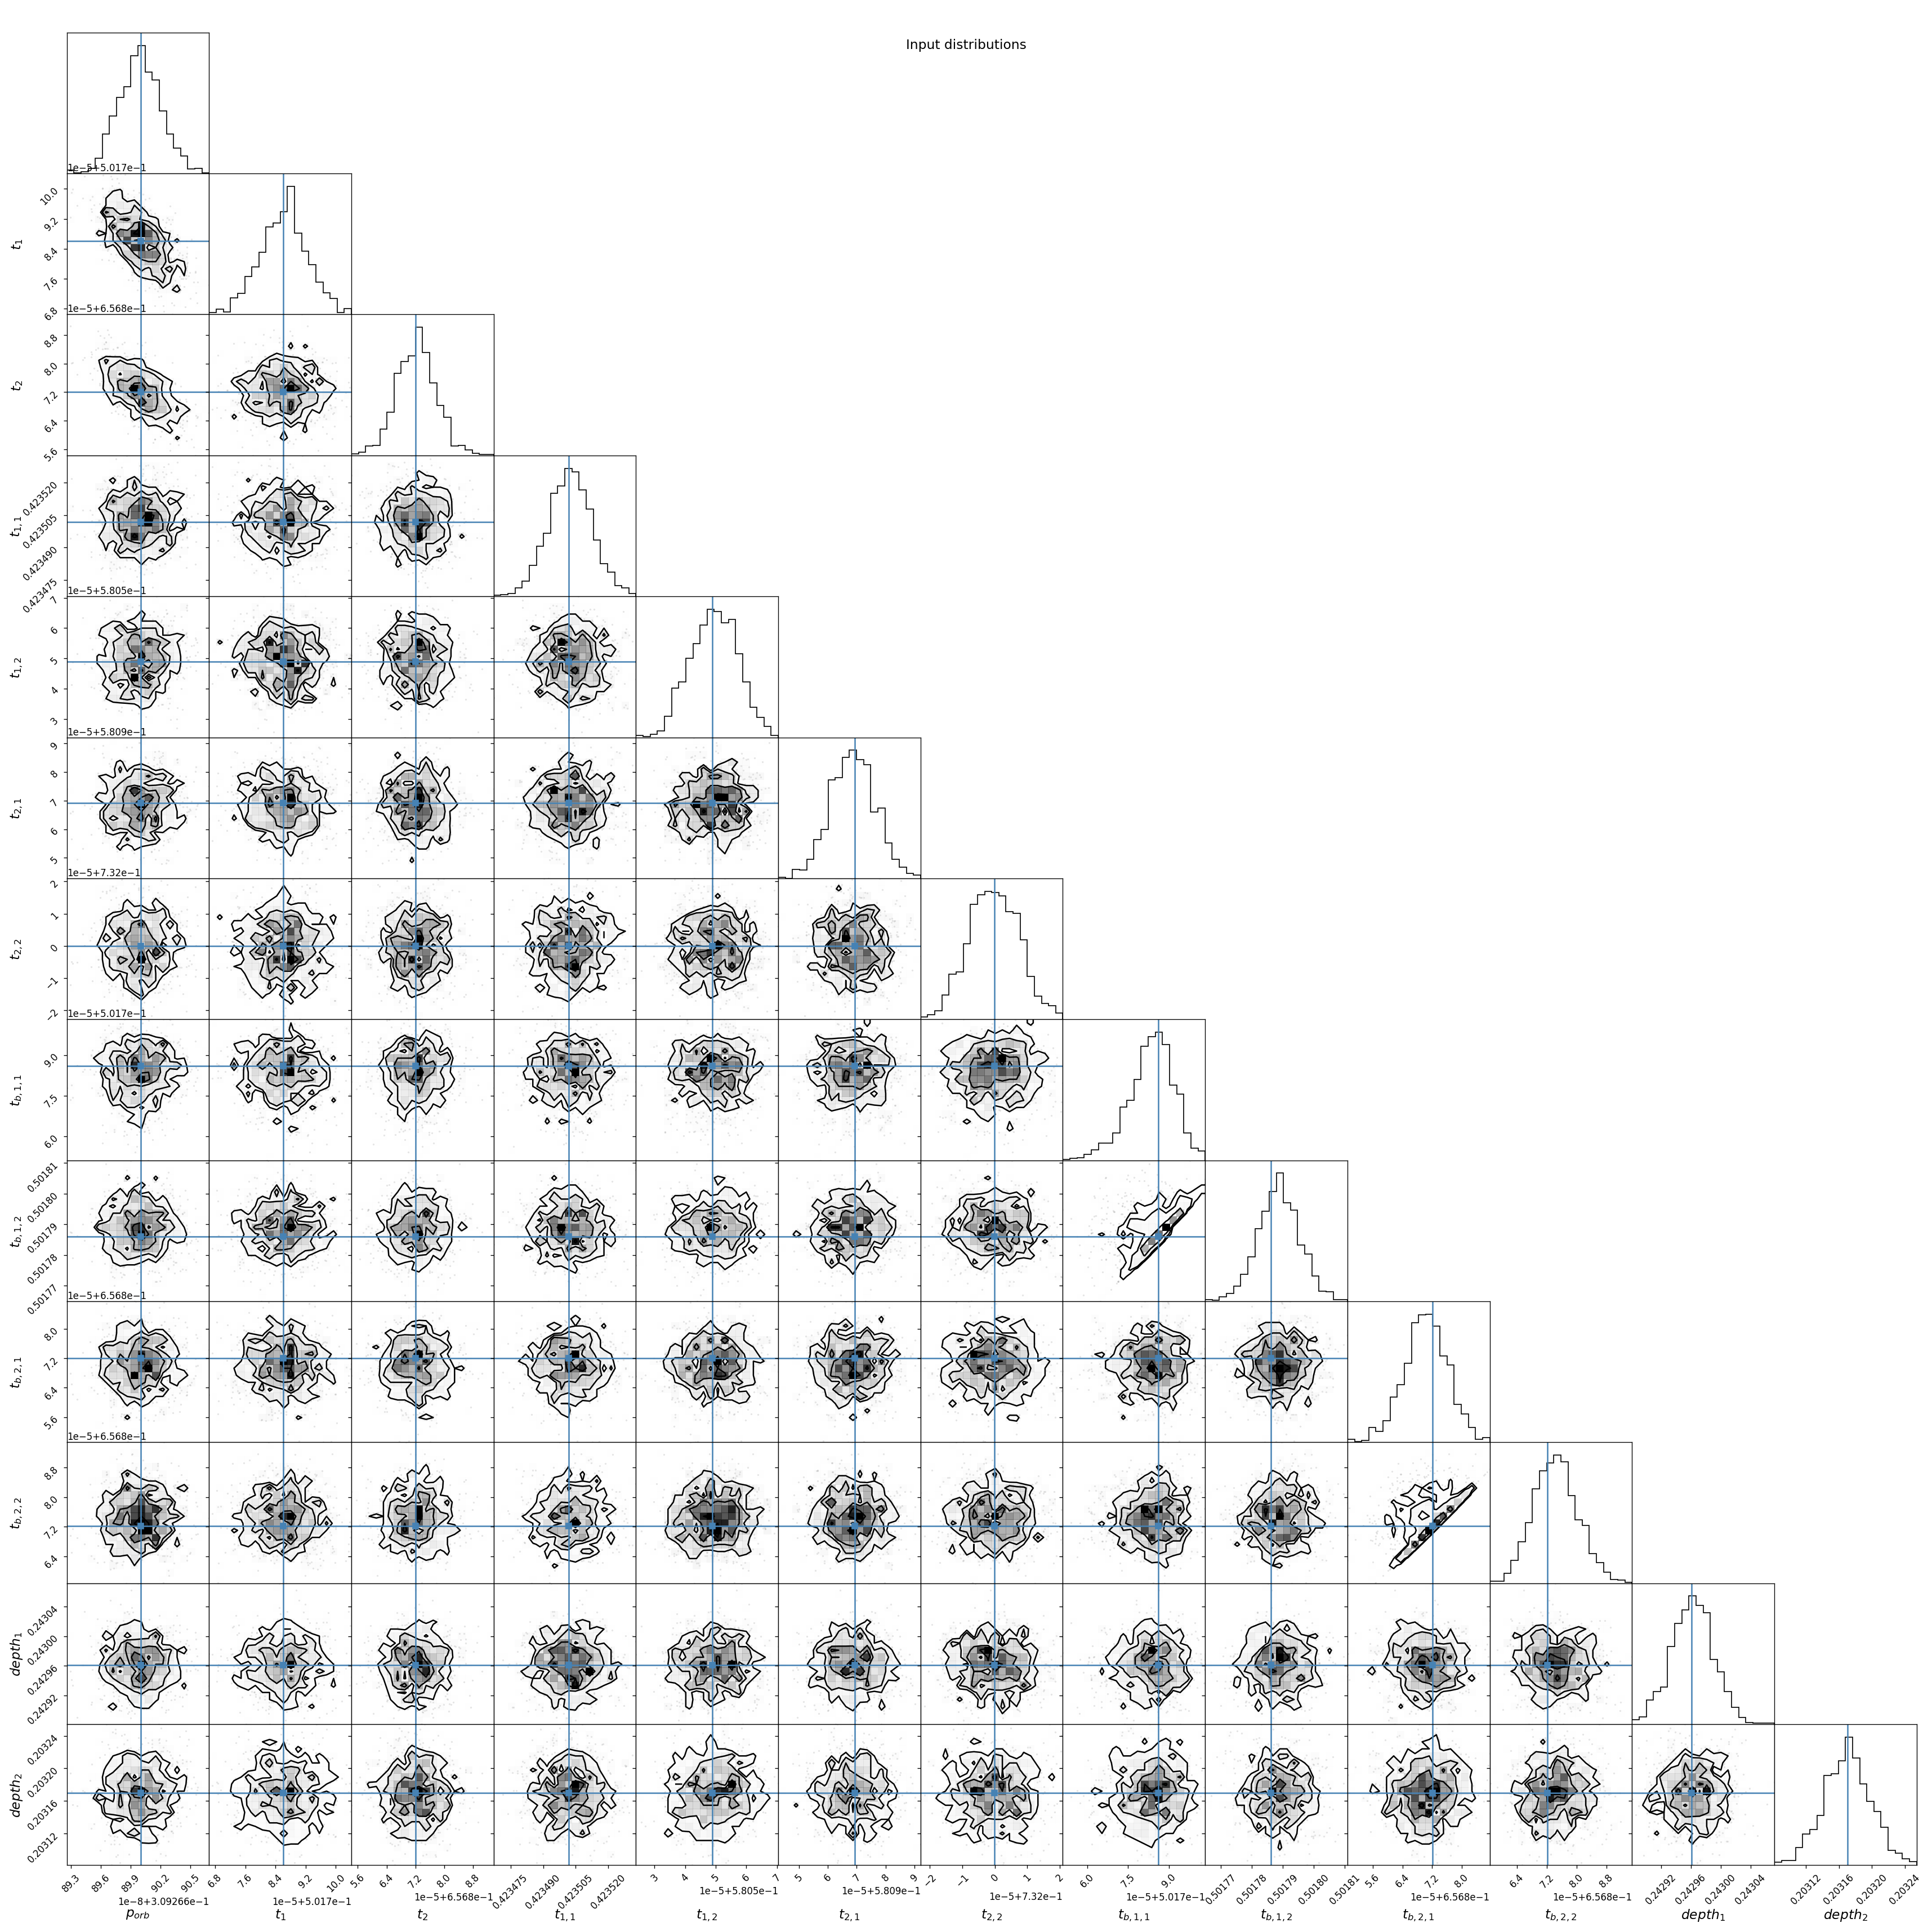 Input distributions
1e−5+5.017e−1
t₁
10.0
9.2
8.4
7.6
6.8
1e−5+6.568e−1
t₂
8.8
8.0
7.2
6.4
5.6
t₁,₁
0.423520
0.423505
0.423490
0.423475
1e−5+5.805e−1
t₁,₂
7
6
5
4
3
1e−5+5.809e−1
t₂,₁
9
8
7
6
5
1e−5+7.32e−1
t₂,₂
2
1
0
−1
−2
1e−5+5.017e−1
t_b,1,1
9.0
7.5
6.0
t_b,1,2
0.50181
0.50180
0.50179
0.50178
0.50177
1e−5+6.568e−1
t_b,2,1
8.0
7.2
6.4
5.6
1e−5+6.568e−1
t_b,2,2
8.8
8.0
7.2
6.4
depth₁
0.24304
0.24300
0.24296
0.24292
depth₂
0.20324
0.20320
0.20316
0.20312
89.3 89.6 89.9 90.2 90.5 6.8 7.6 8.4 9.2 10.0 5.6 6.4 7.2 8.0 8.8 0.423475 0.423490 0.423505 0.423520 3 4 5 6 7 5 6 7 8 9 −2 −1 0 1 2 6.0 7.5 9.0 0.50177 0.50178 0.50179 0.50180 0.50181 5.6 6.4 7.2 8.0 6.4 7.2 8.0 8.8 0.24292 0.24296 0.24300 0.24304 0.20312 0.20316 0.20320 0.20324
1e−8+3.09266e−1 1e−5+5.017e−1 1e−5+6.568e−1 1e−5+5.805e−1 1e−5+5.809e−1 1e−5+7.32e−1 1e−5+5.017e−1 1e−5+6.568e−1 1e−5+6.568e−1
p_orb t₁ t₂ t₁,₁ t₁,₂ t₂,₁ t₂,₂ t_b,1,1 t_b,1,2 t_b,2,1 t_b,2,2 depth₁ depth₂